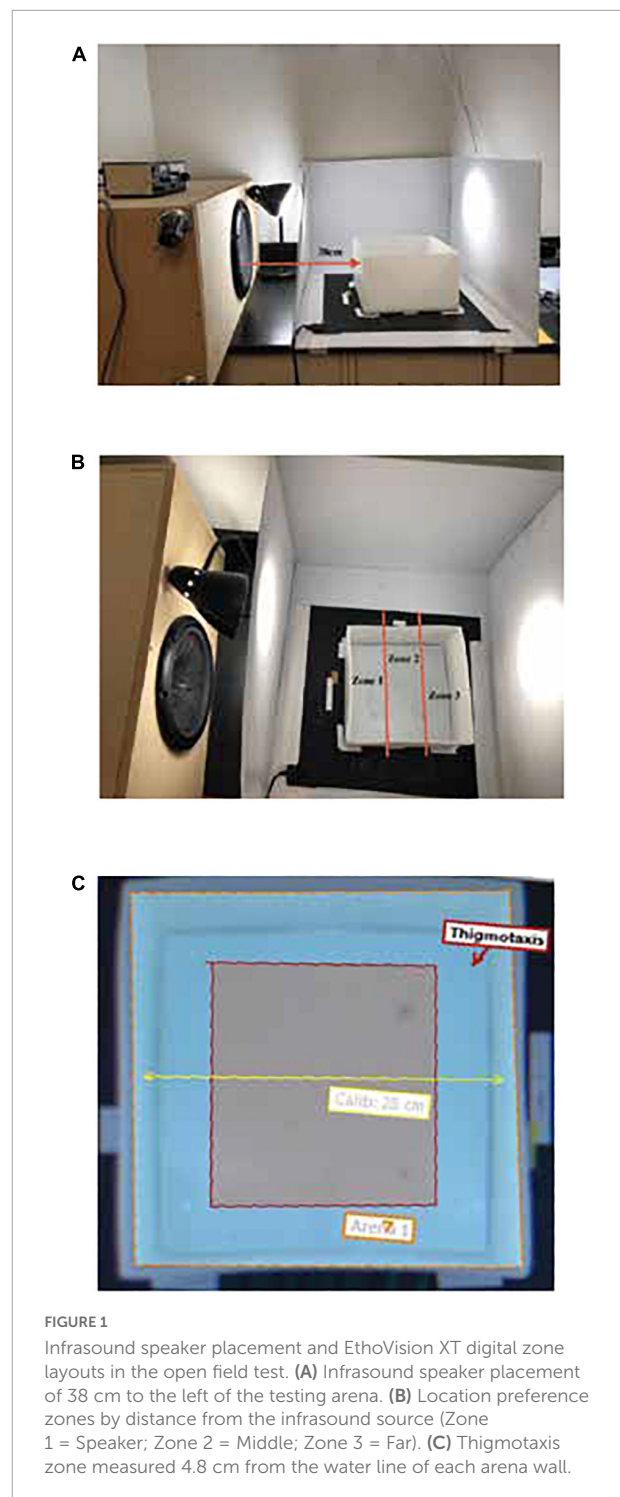 A
38cm
B
Zone 1
Zone 2
Zone 3
C
Thigmotaxis
Calib: 28 cm
Arena 1
FIGURE 1
Infrasound speaker placement and EthoVision XT digital zone
layouts in the open field test. (A) Infrasound speaker placement
of 38 cm to the left of the testing arena. (B) Location preference
zones by distance from the infrasound source (Zone
1 = Speaker; Zone 2 = Middle; Zone 3 = Far). (C) Thigmotaxis
zone measured 4.8 cm from the water line of each arena wall.